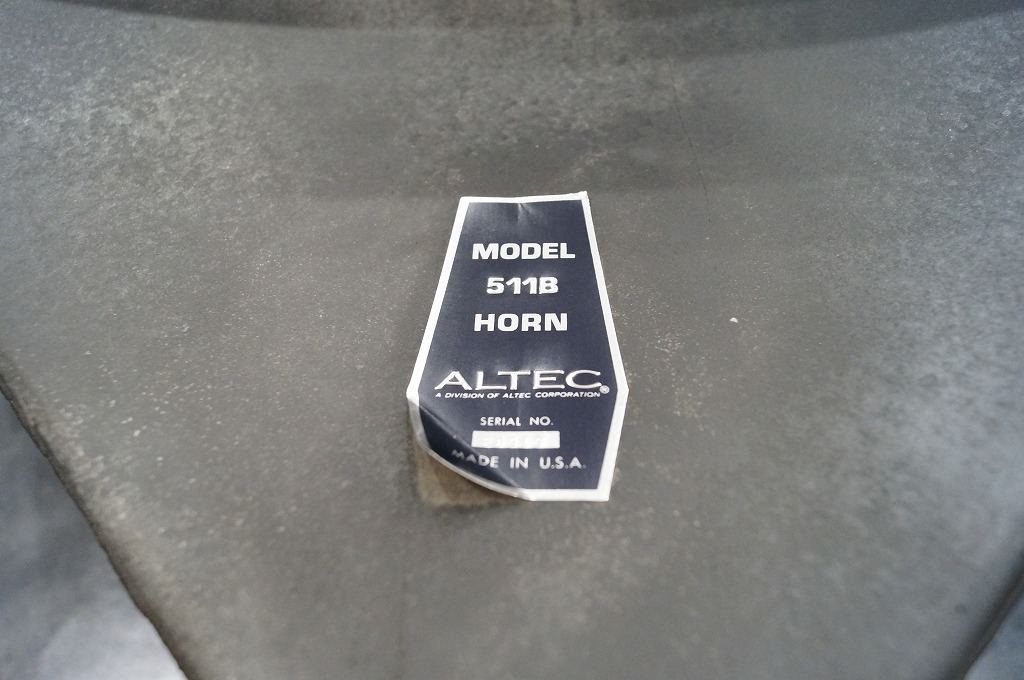 MODEL
511B
HORN
ALTEC®
A DIVISION OF ALTEC CORPORATION
SERIAL NO.
MADE IN U.S.A.